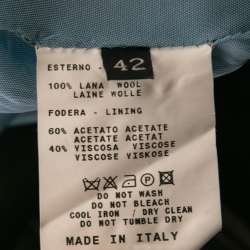 ESTERNO - 42
100% LANA WOOL
LAINE WOLLE
FODERA - LINING
60% ACETATO ACETATE
ACETATE ACETAT
40% VISCOSA VISCOSE
VISCOSE VISKOSE
DO NOT WASH
DO NOT BLEACH
COOL IRON / DRY CLEAN
DO NOT TUMBLE DRY
MADE IN ITALY